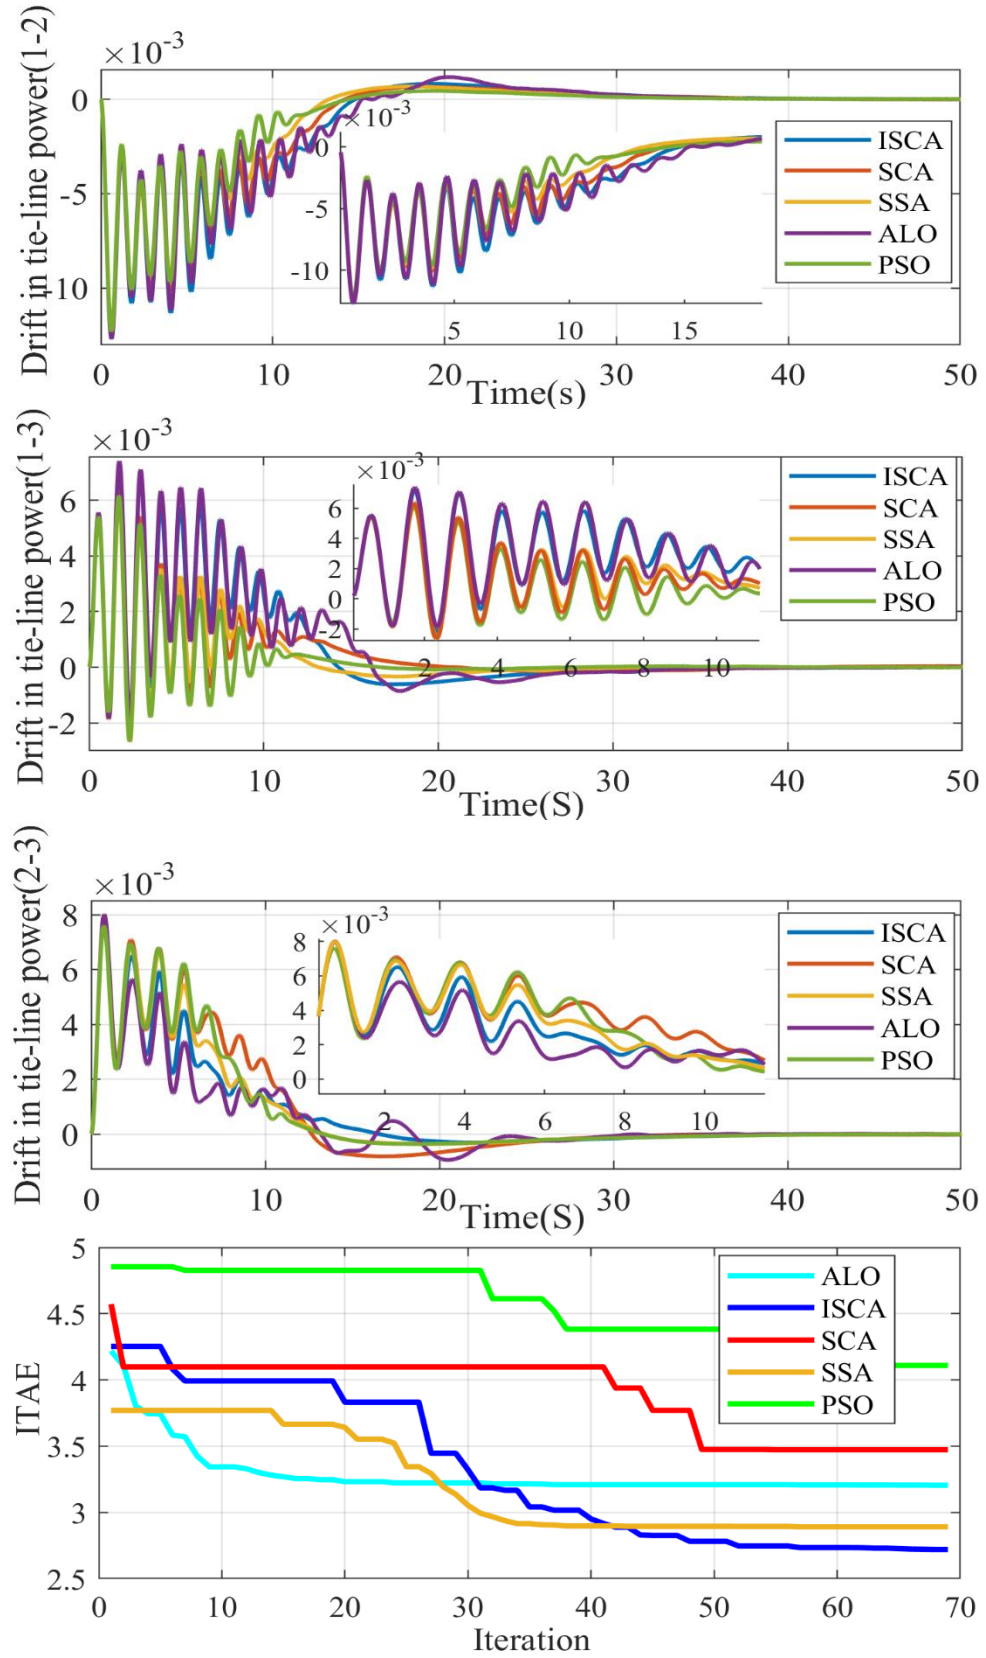 Drift in tie-line power(1-2)
×10-3
0
-5
-10
0 10 20 30 40 50
Time(s)
×10-3
0
-5
-10
5 10 15
ISCA
SCA
SSA
ALO
PSO
Drift in tie-line power(1-3)
×10-3
6
4
2
0
-2
0 10 20 30 40 50
Time(S)
×10-3
6
4
2
0
-2
2 4 6 8 10
ISCA
SCA
SSA
ALO
PSO
Drift in tie-line power(2-3)
×10-3
8
6
4
2
0
0 10 20 30 40 50
Time(S)
×10-3
8
6
4
2
0
2 4 6 8 10
ISCA
SCA
SSA
ALO
PSO
ITAE
5
4.5
4
3.5
3
2.5
0 10 20 30 40 50 60 70
Iteration
ALO
ISCA
SCA
SSA
PSO